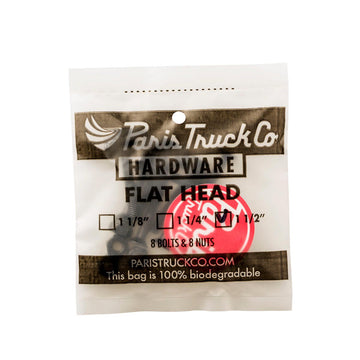 Paris Truck Co
HARDWARE
FLAT HEAD
1 1/8" 1 1/4" 1 1/2"
8 BOLTS & 8 NUTS
PARISTRUCKCO.COM
This bag is 100% biodegradable